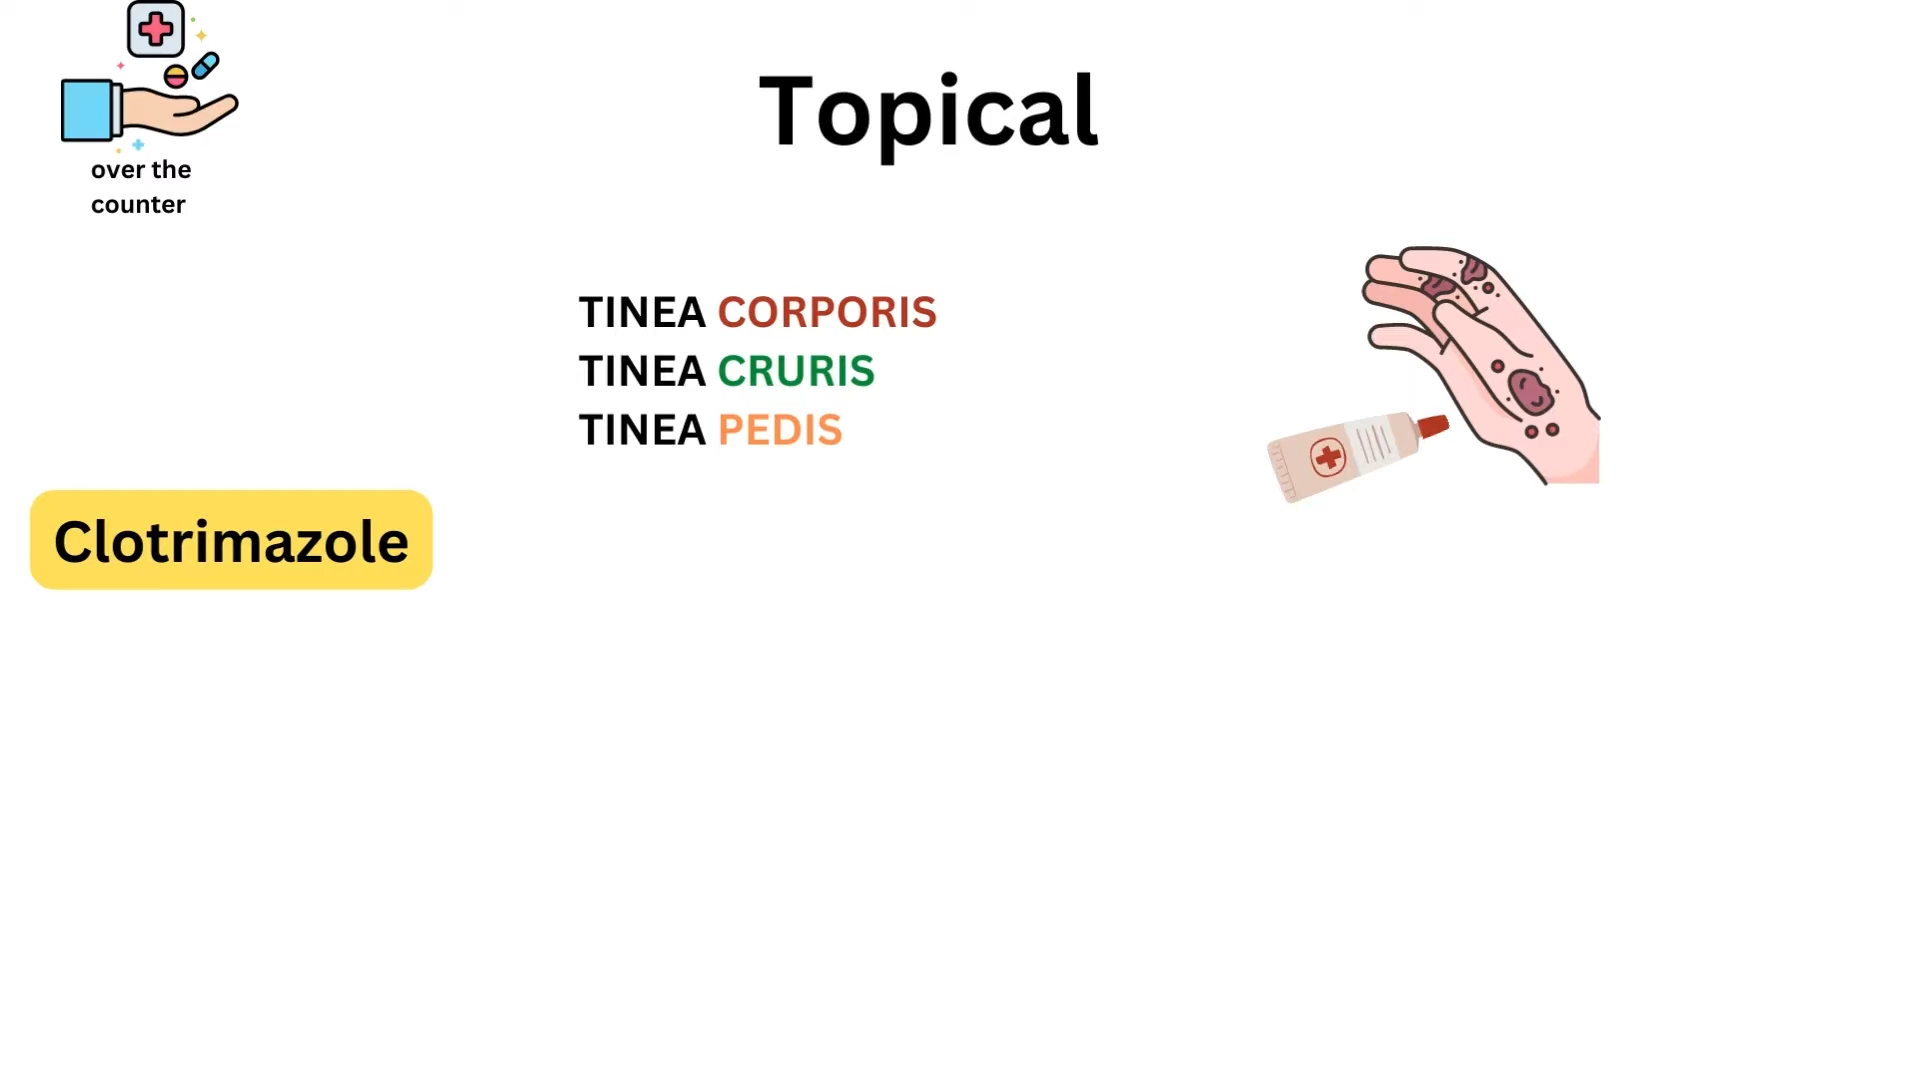 Topical
over the
counter
TINEA CORPORIS
TINEA CRURIS
TINEA PEDIS
Clotrimazole